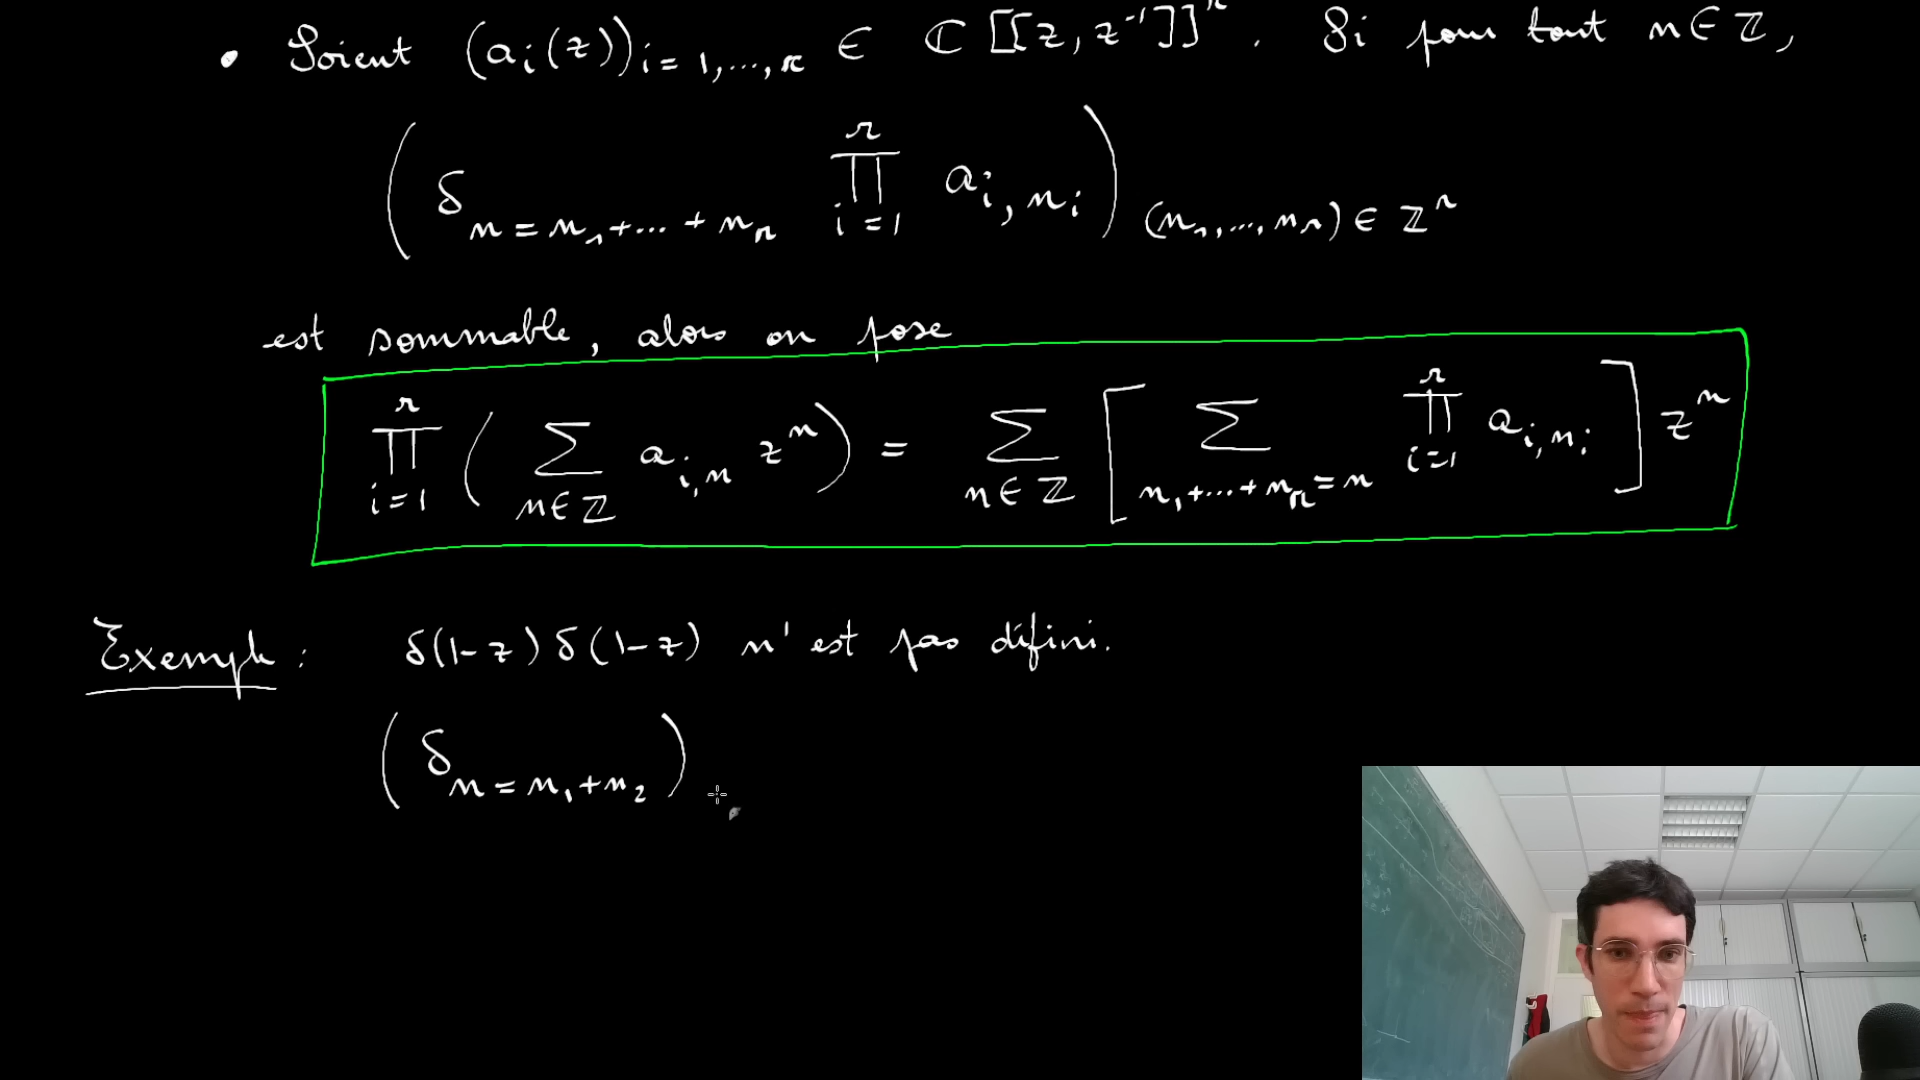 • Soient (a_i(z))_{i=1,...,r} ∈ ℂ[[z, z^{-1}]]^r. Si pour tout n ∈ ℤ,
( δ_{n=n_1+...+n_r} ∏_{i=1}^{r} a_{i,n_i} )_{(n_1,...,n_r) ∈ ℤ^r}
est sommable, alors on pose
∏_{i=1}^{r} ( ∑_{n∈ℤ} a_{i,n} z^n ) = ∑_{n∈ℤ} [ ∑_{n_1+...+n_r=n} ∏_{i=1}^{r} a_{i,n_i} ] z^n
Exemple : δ(1-z) δ(1-z) n'est pas défini.
( δ_{n=n_1+n_2} )